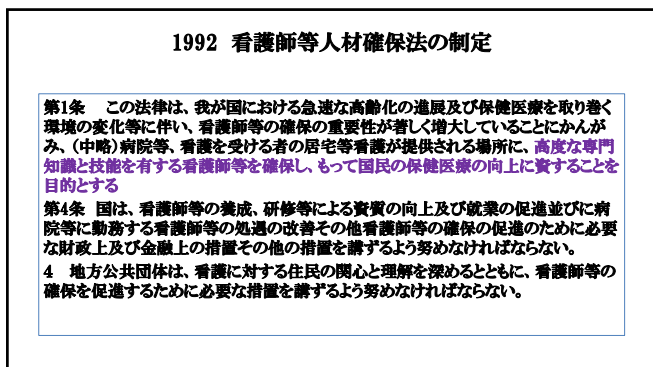 1992 看護師等人材確保法の制定
第1条　この法律は、我が国における急速な高齢化の進展及び保健医療を取り巻く
環境の変化等に伴い、看護師等の確保の重要性が著しく増大していることにかんが
み、（中略）病院等、看護を受ける者の居宅等看護が提供される場所に、高度な専門
知識と技能を有する看護師等を確保し、もって国民の保健医療の向上に資することを
目的とする
第4条 国は、看護師等の養成、研修等による資質の向上及び就業の促進並びに病
院等に勤務する看護師等の処遇の改善その他看護師等の確保の促進のために必要
な財政上及び金融上の措置その他の措置を講ずるよう努めなければならない。
4　地方公共団体は、看護に対する住民の関心と理解を深めるとともに、看護師等の
確保を促進するために必要な措置を講ずるよう努めなければならない。